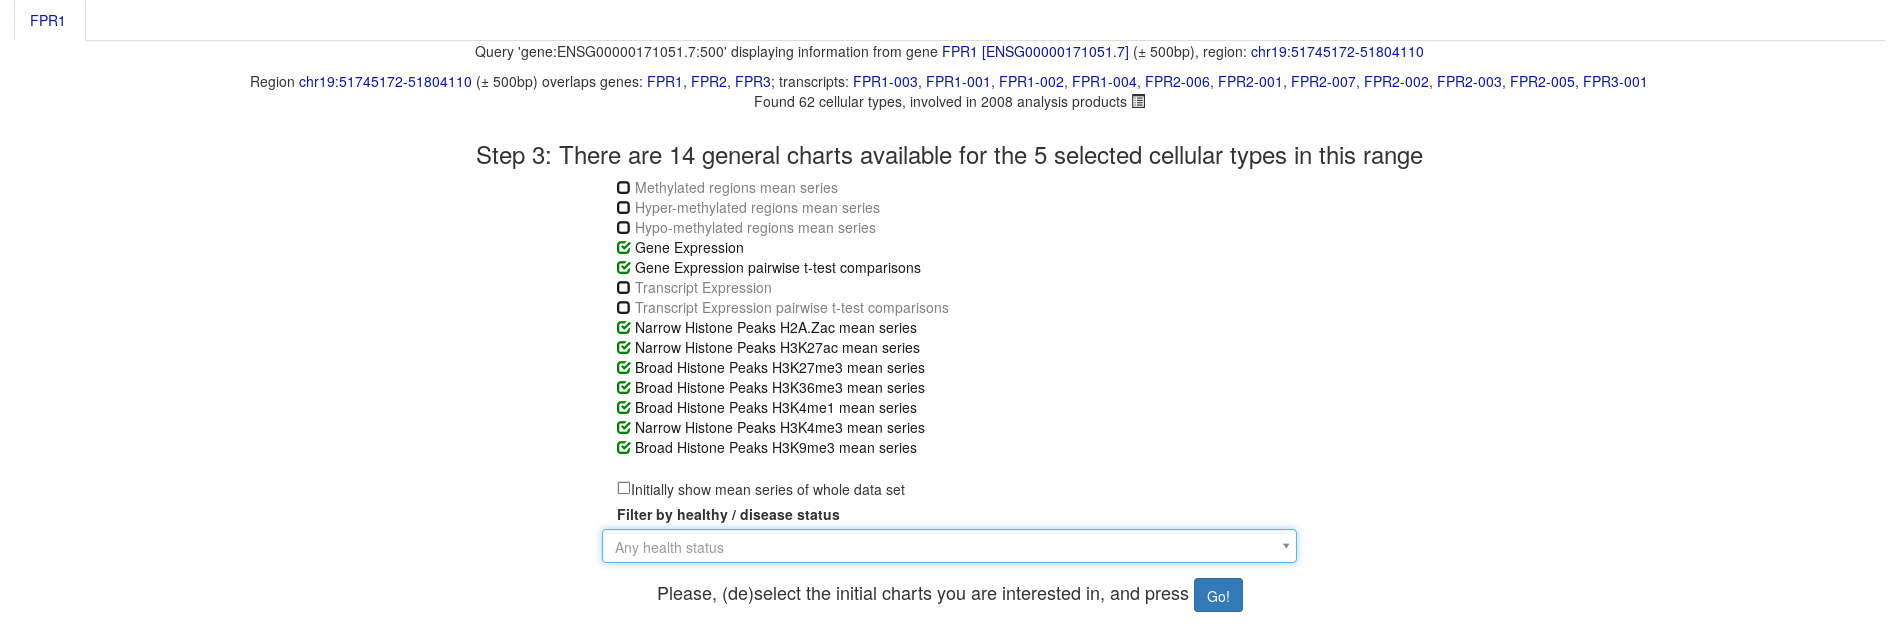 FPR1
Query 'gene:ENSG00000171051.7:500' displaying information from gene FPR1 [ENSG00000171051.7] (± 500bp), region: chr19:51745172-51804110
Region chr19:51745172-51804110 (± 500bp) overlaps genes: FPR1, FPR2, FPR3; transcripts: FPR1-003, FPR1-001, FPR1-002, FPR1-004, FPR2-006, FPR2-001, FPR2-007, FPR2-002, FPR2-003, FPR2-005, FPR3-001
Found 62 cellular types, involved in 2008 analysis products
Step 3: There are 14 general charts available for the 5 selected cellular types in this range
Methylated regions mean series
Hyper-methylated regions mean series
Hypo-methylated regions mean series
Gene Expression
Gene Expression pairwise t-test comparisons
Transcript Expression
Transcript Expression pairwise t-test comparisons
Narrow Histone Peaks H2A.Zac mean series
Narrow Histone Peaks H3K27ac mean series
Broad Histone Peaks H3K27me3 mean series
Broad Histone Peaks H3K36me3 mean series
Broad Histone Peaks H3K4me1 mean series
Narrow Histone Peaks H3K4me3 mean series
Broad Histone Peaks H3K9me3 mean series
Initially show mean series of whole data set
Filter by healthy / disease status
Any health status
Please, (de)select the initial charts you are interested in, and press Go!